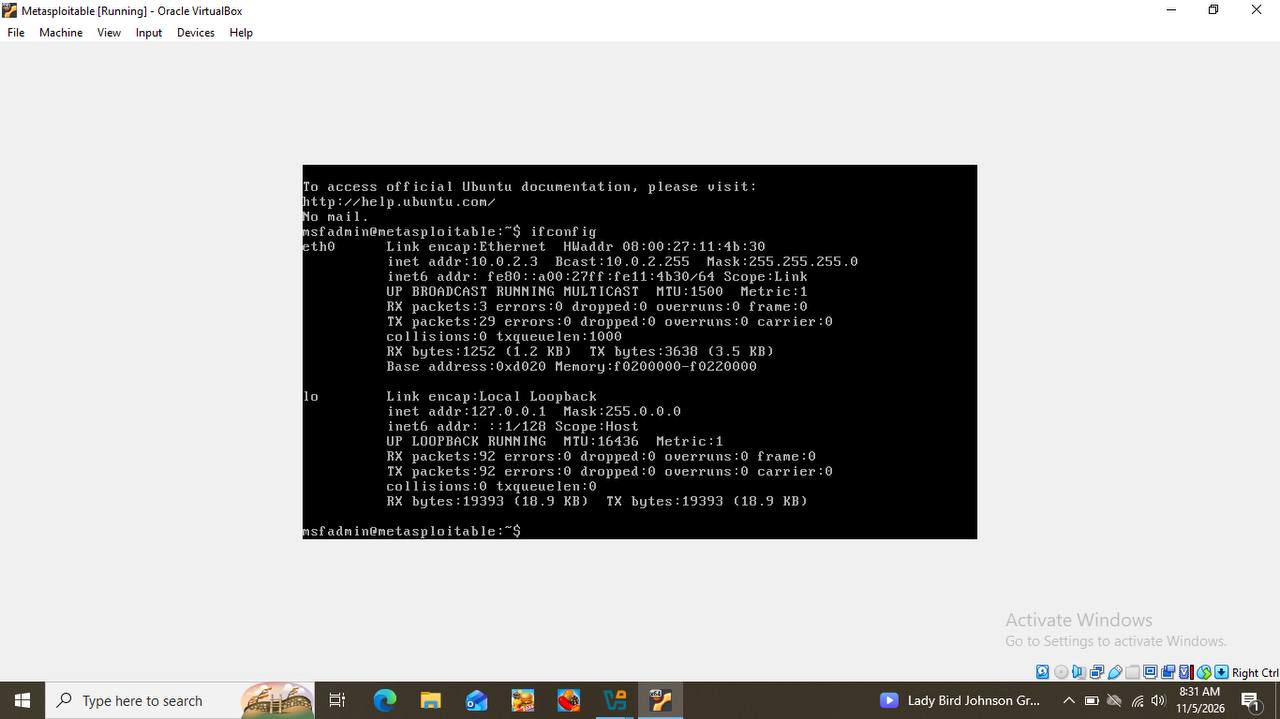 Metasploitable [Running] - Oracle VirtualBox
File Machine View Input Devices Help
To access official Ubuntu documentation, please visit:
http://help.ubuntu.com/
No mail.
msfadmin@metasploitable:~$ ifconfig
eth0 Link encap:Ethernet HWaddr 08:00:27:11:4b:30
inet addr:10.0.2.3 Bcast:10.0.2.255 Mask:255.255.255.0
inet6 addr: fe80::a00:27ff:fe11:4b30/64 Scope:Link
UP BROADCAST RUNNING MULTICAST MTU:1500 Metric:1
RX packets:3 errors:0 dropped:0 overruns:0 frame:0
TX packets:29 errors:0 dropped:0 overruns:0 carrier:0
collisions:0 txqueuelen:1000
RX bytes:1252 (1.2 KB) TX bytes:3638 (3.5 KB)
Base address:0xd020 Memory:f0200000-f0220000
lo Link encap:Local Loopback
inet addr:127.0.0.1 Mask:255.0.0.0
inet6 addr: ::1/128 Scope:Host
UP LOOPBACK RUNNING MTU:16436 Metric:1
RX packets:92 errors:0 dropped:0 overruns:0 frame:0
TX packets:92 errors:0 dropped:0 overruns:0 carrier:0
collisions:0 txqueuelen:0
RX bytes:19393 (18.9 KB) TX bytes:19393 (18.9 KB)
msfadmin@metasploitable:~$
Activate Windows
Go to Settings to activate Windows.
Right Ctrl
Type here to search
Lady Bird Johnson Gr...
8:31 AM
11/5/2026
1